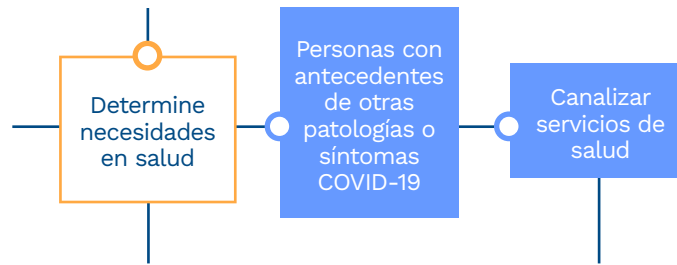 Determine
necesidades
en salud
Personas con
antecedentes
de otras
patologías o
síntomas
COVID-19
Canalizar
servicios de
salud